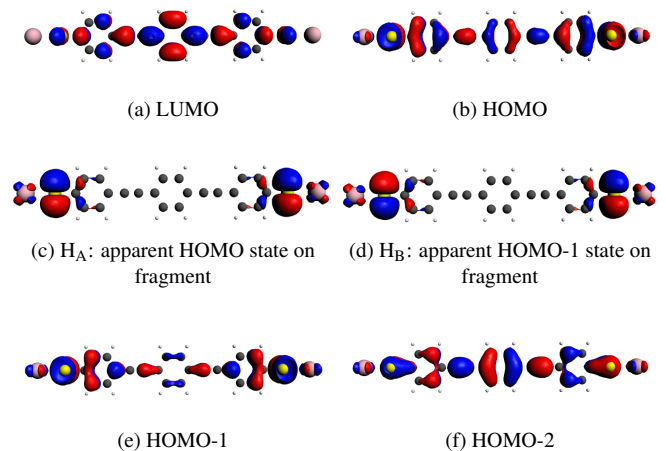 (a) LUMO
(b) HOMO
(c) H_A: apparent HOMO state on
fragment
(d) H_B: apparent HOMO-1 state on
fragment
(e) HOMO-1
(f) HOMO-2